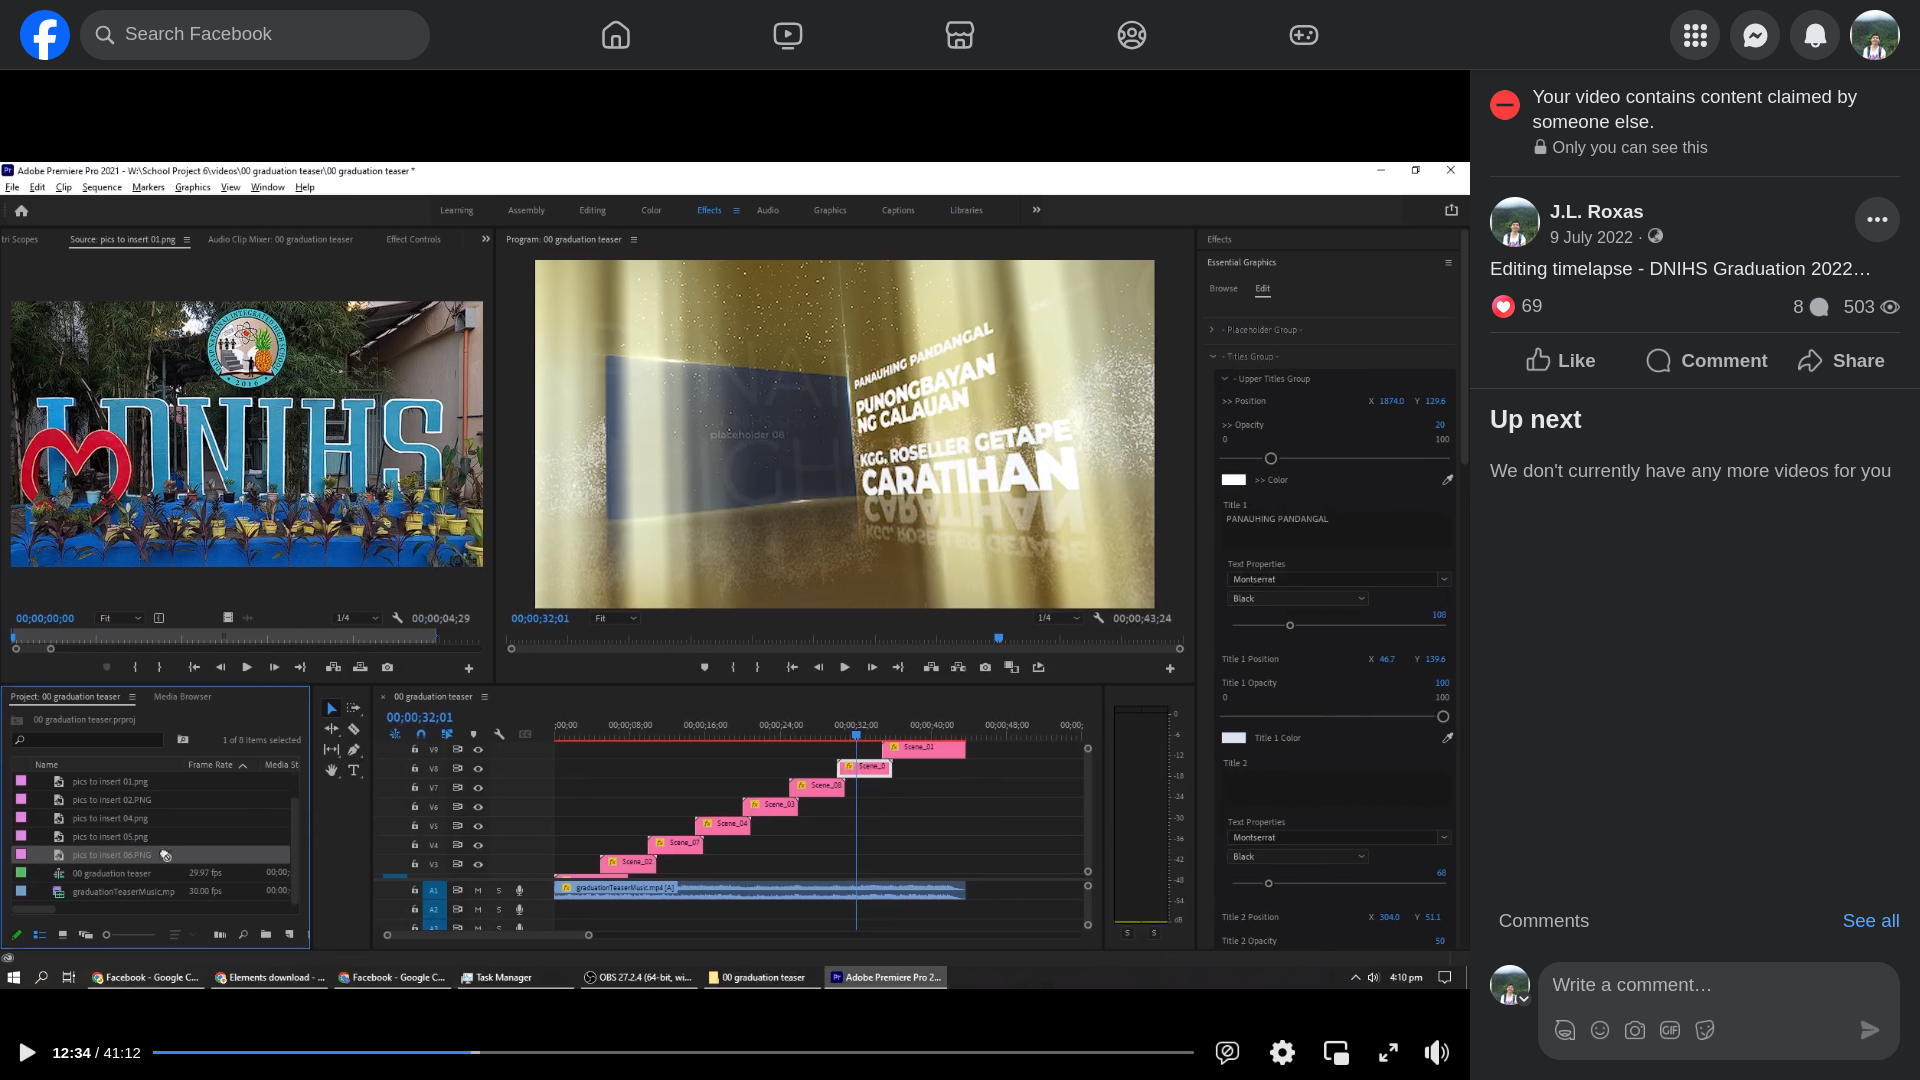 Search Facebook
Your video contains content claimed by
someone else.
Only you can see this
J.L. Roxas
9 July 2022 ·
Editing timelapse - DNIHS Graduation 2022…
69
8
503
Like
Comment
Share
Up next
We don't currently have any more videos for you
Comments
See all
Write a comment…
GIF
Adobe Premiere Pro 2021 - W:\School Project 6\videos\00 graduation teaser\00 graduation teaser *
File Edit Clip Sequence Markers Graphics View Window Help
Learning Assembly Editing Color Effects Audio Graphics Captions Libraries
tri Scopes
Source: pics to insert 01.png
Audio Clip Mixer: 00 graduation teaser
Effect Controls
Program: 00 graduation teaser
2016
DNIHS
placeholder 08
PANAUHING PANDANGAL
PUNONGBAYAN
NG CALAUAN
KGG. ROSELLER GETAPE
CARATIHAN
00;00;00;00
Fit
1/4
00;00;04;29
00;00;32;01
Fit
1/4
00;00;43;24
Effects
Essential Graphics
Browse
Edit
- Placeholder Group -
- Titles Group -
- Upper Titles Group
>> Position X 1874.0 Y 129.6
>> Opacity 20
0 100
>> Color
Title 1
PANAUHING PANDANGAL
Text Properties
Montserrat
Black
108
Title 1 Position X 46.7 Y 139.6
Title 1 Opacity 100
0 100
Title 1 Color
Title 2
Text Properties
Montserrat
Black
68
Title 2 Position X 304.0 Y 51.1
Title 2 Opacity 50
Project: 00 graduation teaser
Media Browser
00 graduation teaser.prproj
1 of 8 items selected
Name Frame Rate Media St
pics to insert 01.png
pics to insert 02.PNG
pics to insert 04.png
pics to insert 05.png
pics to insert 06.PNG
00 graduation teaser 29.97 fps 00;00;
graduationTeaserMusic.mp 30.00 fps 00:00:
00 graduation teaser
00;00;32;01
;00;00 00;00;08;00 00;00;16;00 00;00;24;00 00;00;32;00 00;00;40;00 00;00;48;00 00;00;
V9 Scene_01
V8 Scene_0
V7 Scene_08
V6 Scene_03
V5 Scene_04
V4 Scene_07
V3 Scene_02
A1 M S graduationTeaserMusic.mp4 [A]
A2 M S
A3 M S
0
-6
-12
-18
-24
-30
-36
-42
-48
-54
dB
S S
Facebook - Google C...
Elements download - ...
Facebook - Google C...
Task Manager
OBS 27.2.4 (64-bit, wi...
00 graduation teaser
Adobe Premiere Pro 2...
4:10 pm
12:34 / 41:12